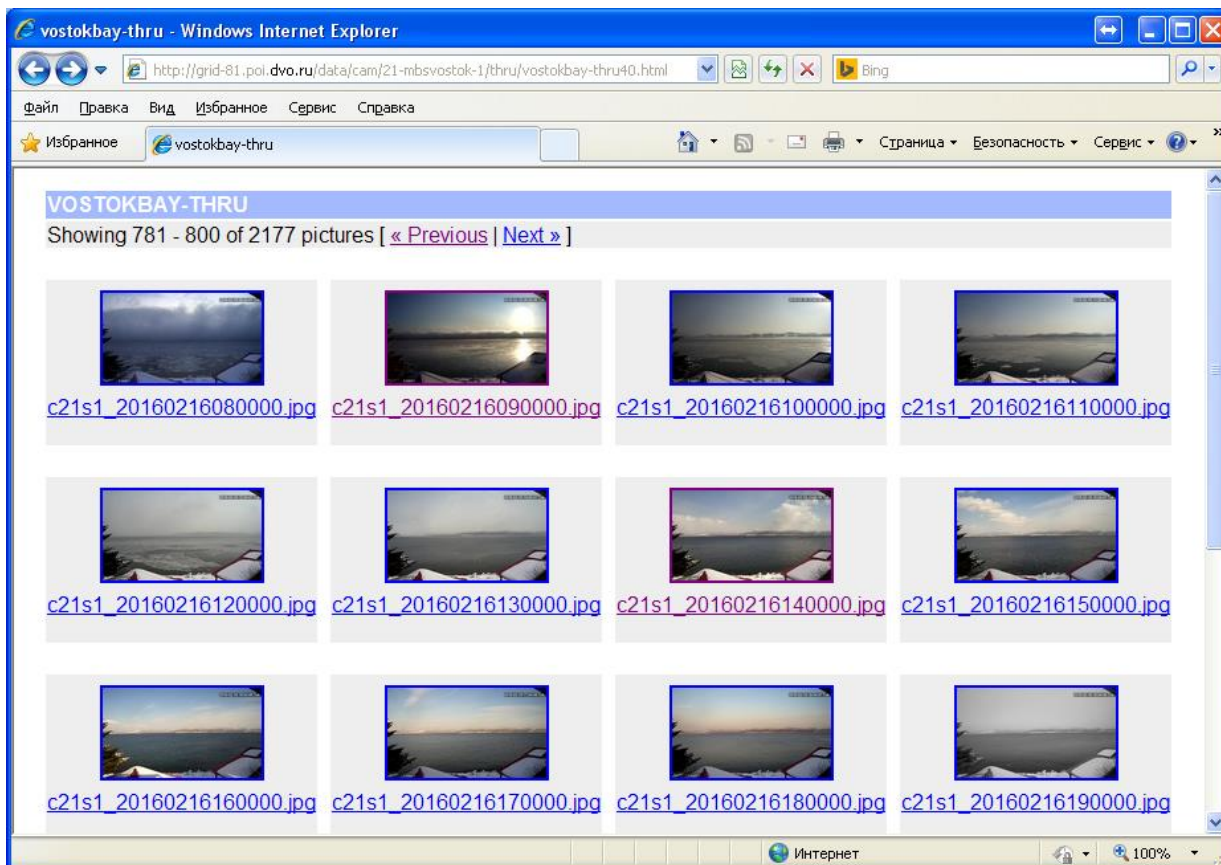 vostokbay-thru - Windows Internet Explorer
http://grid-81.poi.dvo.ru/data/cam/21-mbsvostok-1/thru/vostokbay-thru40.html
Bing
Файл Правка Вид Избранное Сервис Справка
Избранное vostokbay-thru Страница Безопасность Сервис
VOSTOKBAY-THRU
Showing 781 - 800 of 2177 pictures [ « Previous | Next » ]
c21s1_20160216080000.jpg c21s1_20160216090000.jpg c21s1_20160216100000.jpg c21s1_20160216110000.jpg
c21s1_20160216120000.jpg c21s1_20160216130000.jpg c21s1_20160216140000.jpg c21s1_20160216150000.jpg
c21s1_20160216160000.jpg c21s1_20160216170000.jpg c21s1_20160216180000.jpg c21s1_20160216190000.jpg
Интернет 100%